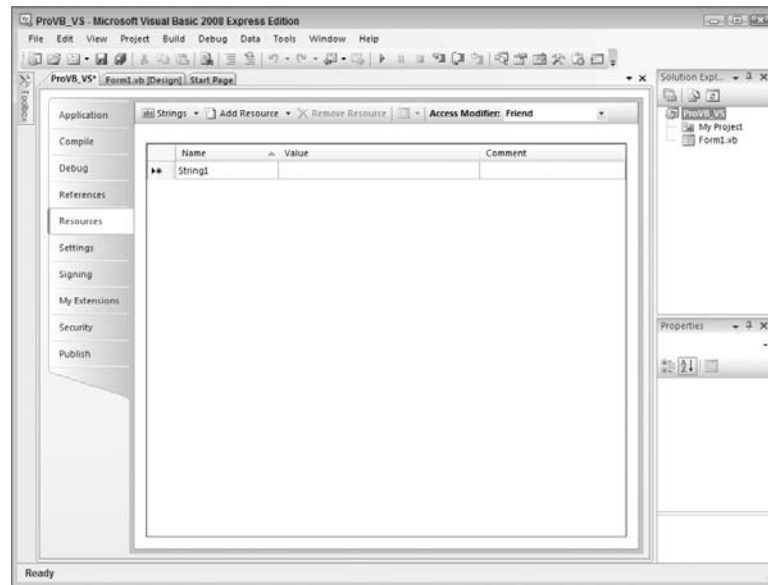 ProVB_VS - Microsoft Visual Basic 2008 Express Edition
File Edit View Project Build Debug Data Tools Window Help
ProVB_VS* Form1.vb [Design] Start Page
Toolbox
Application
Compile
Debug
References
Resources
Settings
Signing
My Extensions
Security
Publish
Strings Add Resource Remove Resource Access Modifier: Friend
Name Value Comment
String1
Solution Expl...
ProVB_VS
My Project
Form1.vb
Properties
Ready